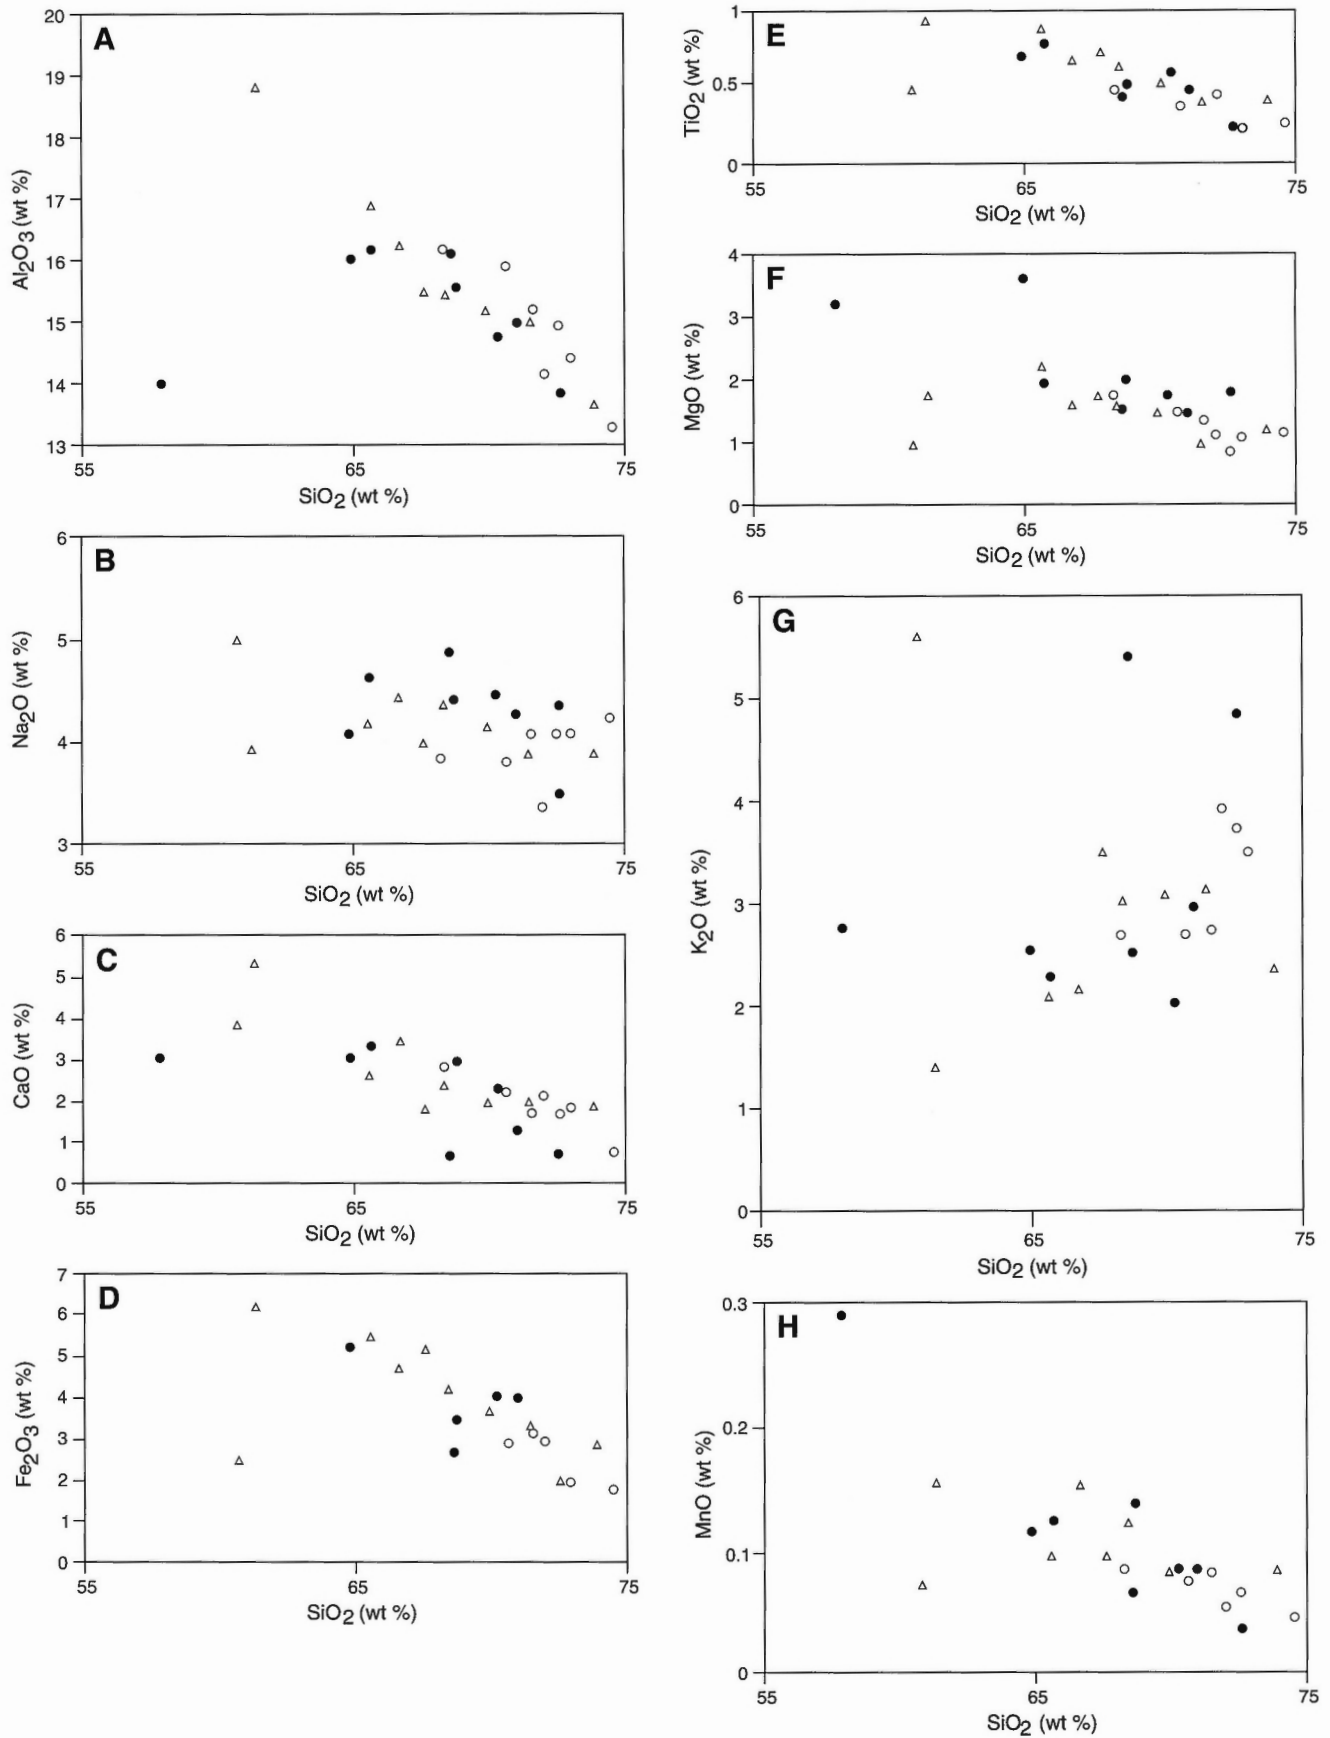 A
20
19
18
17
16
15
14
13
Al2O3 (wt %)
55 65 75
SiO2 (wt %)
B
6
5
4
3
Na2O (wt %)
55 65 75
SiO2 (wt %)
C
6
5
4
3
2
1
0
CaO (wt %)
55 65 75
SiO2 (wt %)
D
7
6
5
4
3
2
1
0
Fe2O3 (wt %)
55 65 75
SiO2 (wt %)
E
1
0.5
0
TiO2 (wt %)
55 65 75
SiO2 (wt %)
F
4
3
2
1
0
MgO (wt %)
55 65 75
SiO2 (wt %)
G
6
5
4
3
2
1
0
K2O (wt %)
55 65 75
SiO2 (wt %)
H
0.3
0.2
0.1
0
MnO (wt %)
55 65 75
SiO2 (wt %)